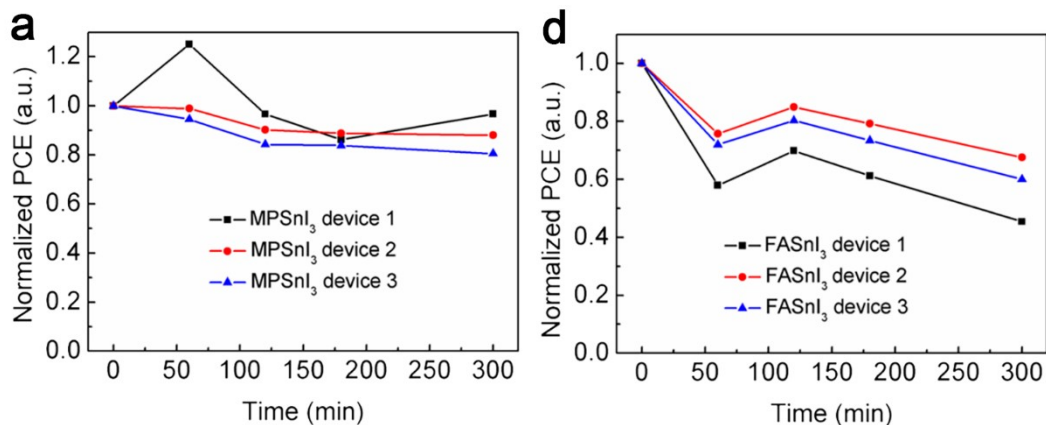 a
Normalized PCE (a.u.)
1.2
1.0
0.8
0.6
0.4
0.2
0.0
MPSnI₃ device 1
MPSnI₃ device 2
MPSnI₃ device 3
0 50 100 150 200 250 300
Time (min)
d
Normalized PCE (a.u.)
1.0
0.8
0.6
0.4
0.2
0.0
FASnI₃ device 1
FASnI₃ device 2
FASnI₃ device 3
0 50 100 150 200 250 300
Time (min)